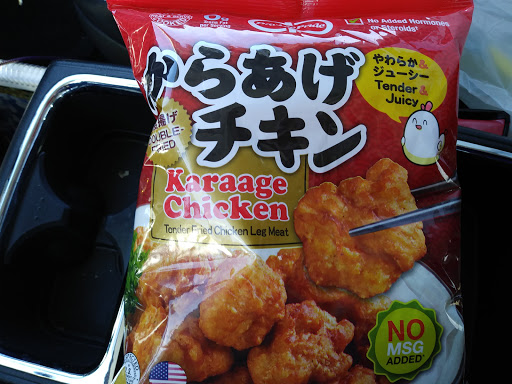 0g
No Added Hormones
or Steroids†
からあげ
チキン
やわらか&
ジューシー
Tender &
Juicy
DOUBLE-
FRIED
Karaage
Chicken
Tender Fried Chicken Leg Meat
NO
MSG
ADDED*